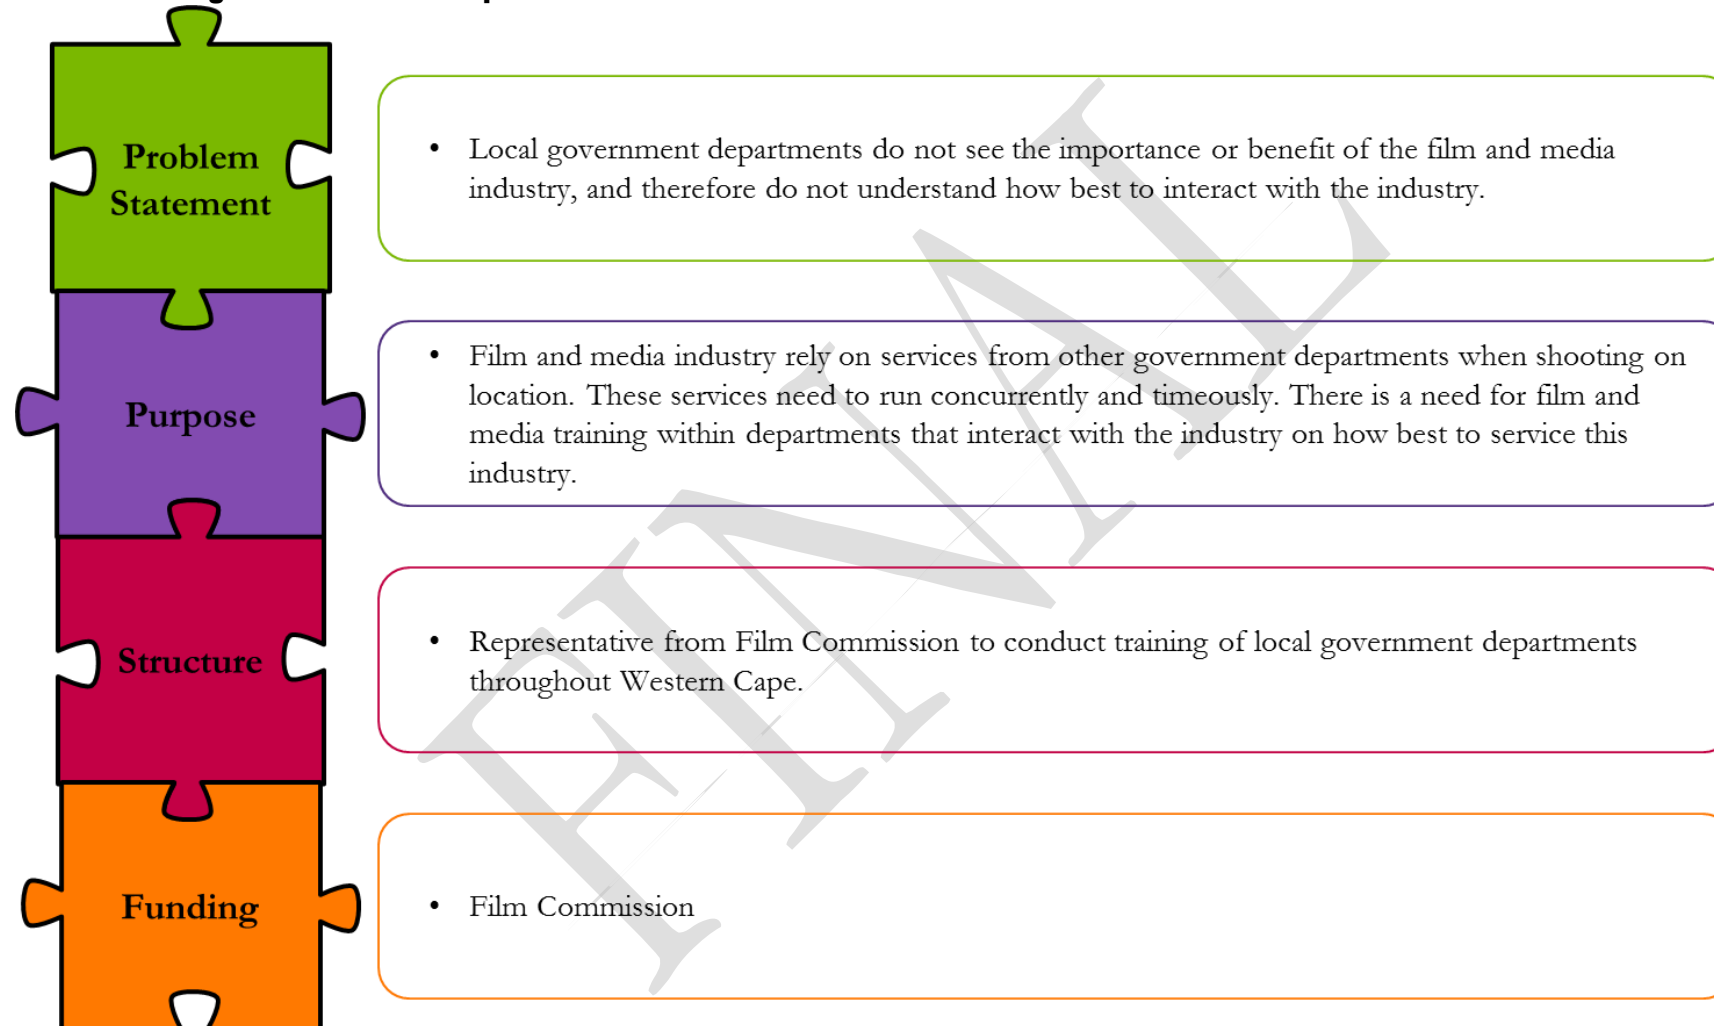 Problem
Statement
• Local government departments do not see the importance or benefit of the film and media
industry, and therefore do not understand how best to interact with the industry.
Purpose
• Film and media industry rely on services from other government departments when shooting on
location. These services need to run concurrently and timeously. There is a need for film and
media training within departments that interact with the industry on how best to service this
industry.
Structure
• Representative from Film Commission to conduct training of local government departments
throughout Western Cape.
Funding
• Film Commission
FINAL